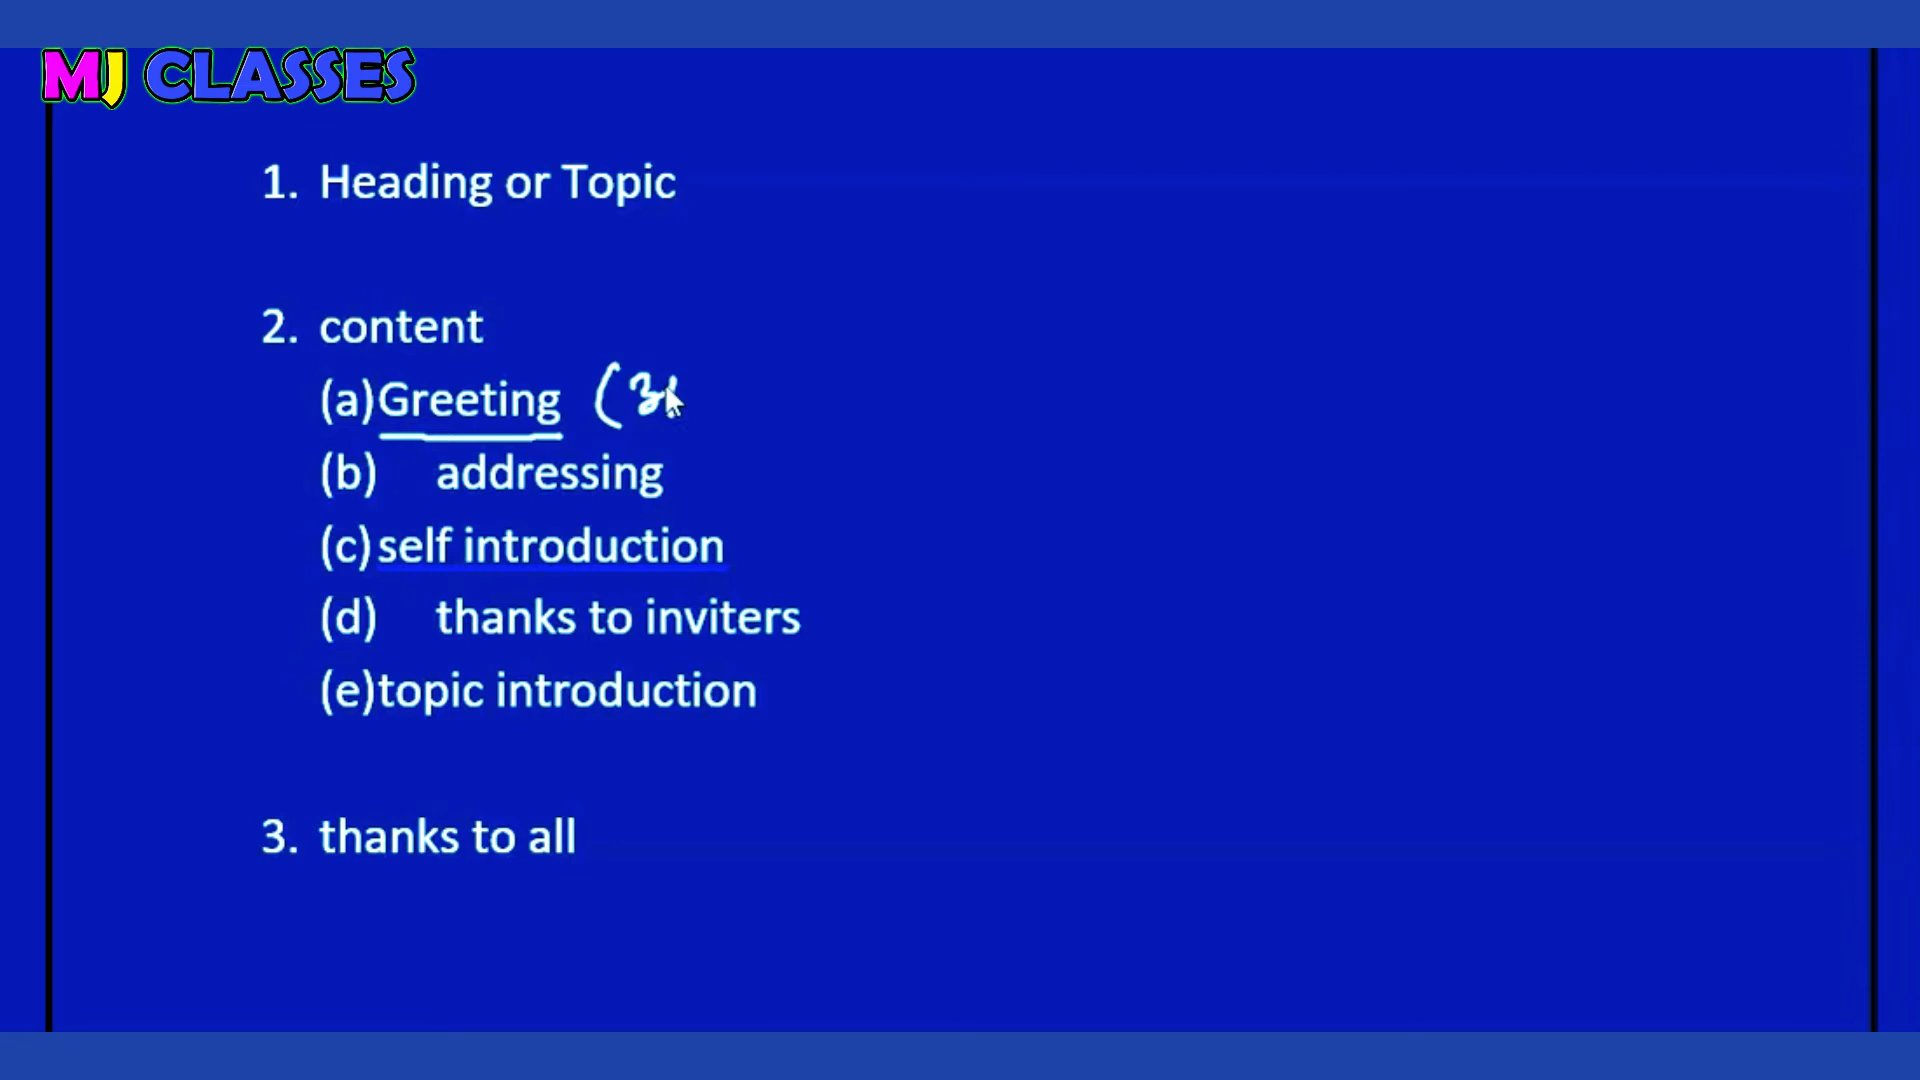 MJ CLASSES
1. Heading or Topic
2. content
(a)Greeting (
(b) addressing
(c)self introduction
(d) thanks to inviters
(e)topic introduction
3. thanks to all